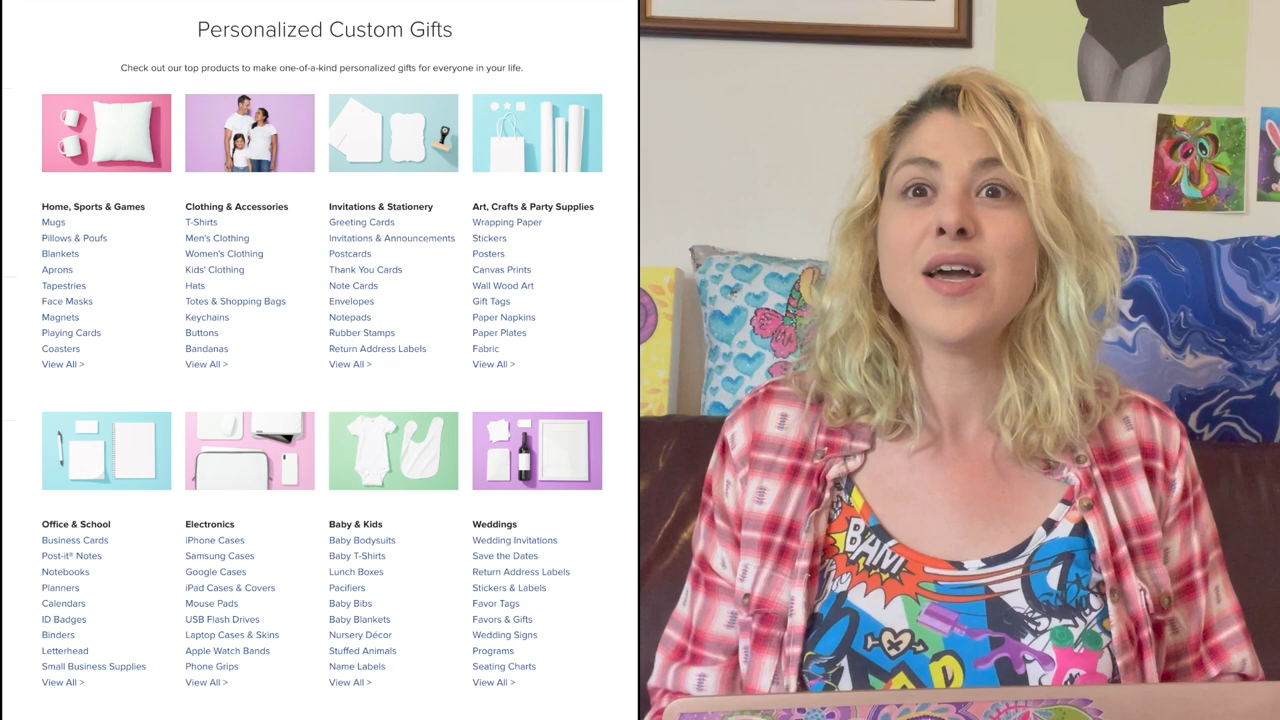 Personalized Custom Gifts
Check out our top products to make one-of-a-kind personalized gifts for everyone in your life.
Home, Sports & Games
Mugs
Pillows & Poufs
Blankets
Aprons
Tapestries
Face Masks
Magnets
Playing Cards
Coasters
View All >
Clothing & Accessories
T-Shirts
Men's Clothing
Women's Clothing
Kids' Clothing
Hats
Totes & Shopping Bags
Keychains
Buttons
Bandanas
View All >
Invitations & Stationery
Greeting Cards
Invitations & Announcements
Postcards
Thank You Cards
Note Cards
Envelopes
Notepads
Rubber Stamps
Return Address Labels
View All >
Art, Crafts & Party Supplies
Wrapping Paper
Stickers
Posters
Canvas Prints
Wall Wood Art
Gift Tags
Paper Napkins
Paper Plates
Fabric
View All >
Office & School
Business Cards
Post-it® Notes
Notebooks
Planners
Calendars
ID Badges
Binders
Letterhead
Small Business Supplies
View All >
Electronics
iPhone Cases
Samsung Cases
Google Cases
iPad Cases & Covers
Mouse Pads
USB Flash Drives
Laptop Cases & Skins
Apple Watch Bands
Phone Grips
View All >
Baby & Kids
Baby Bodysuits
Baby T-Shirts
Lunch Boxes
Pacifiers
Baby Bibs
Baby Blankets
Nursery Décor
Stuffed Animals
Name Labels
View All >
Weddings
Wedding Invitations
Save the Dates
Return Address Labels
Stickers & Labels
Favor Tags
Favors & Gifts
Wedding Signs
Programs
Seating Charts
View All >
BAM!